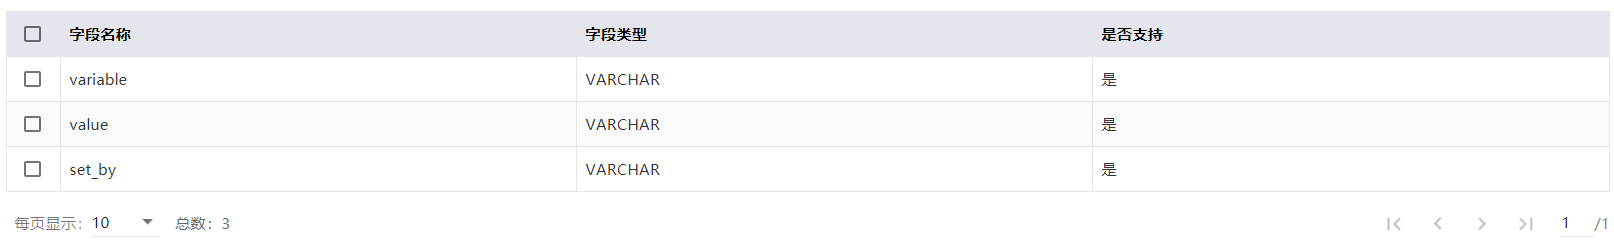 字段名称 字段类型 是否支持
variable VARCHAR 是
value VARCHAR 是
set_by VARCHAR 是
每页显示: 10 总数: 3 1 /1